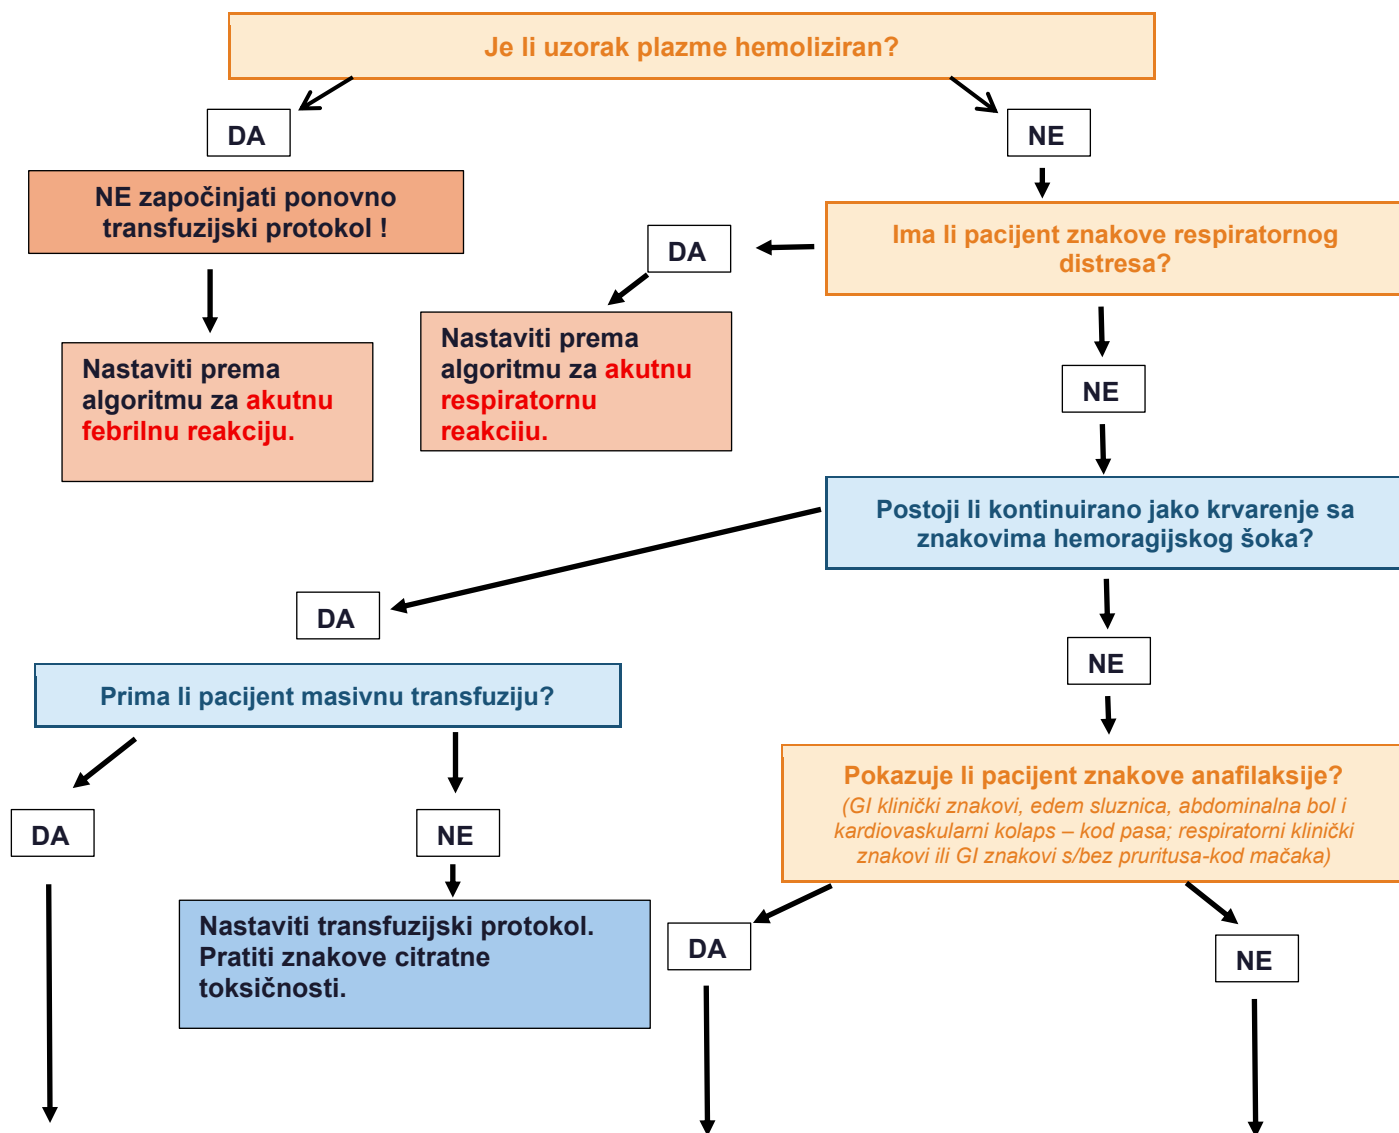 Je li uzorak plazme hemoliziran?
DA
NE
NE započinjati ponovno
transfuzijski protokol !
Ima li pacijent znakove respiratornog
distresa?
DA
Nastaviti prema
algoritmu za akutnu
febrilnu reakciju.
Nastaviti prema
algoritmu za akutnu
respiratornu
reakciju.
NE
Postoji li kontinuirano jako krvarenje sa
znakovima hemoragijskog šoka?
DA
NE
Prima li pacijent masivnu transfuziju?
Pokazuje li pacijent znakove anafilaksije?
(GI klinički znakovi, edem sluznica, abdominalna bol i
kardiovaskularni kolaps – kod pasa; respiratorni klinički
znakovi ili GI znakovi s/bez pruritusa-kod mačaka)
DA
NE
Nastaviti transfuzijski protokol.
Pratiti znakove citratne
toksičnosti.
DA
NE